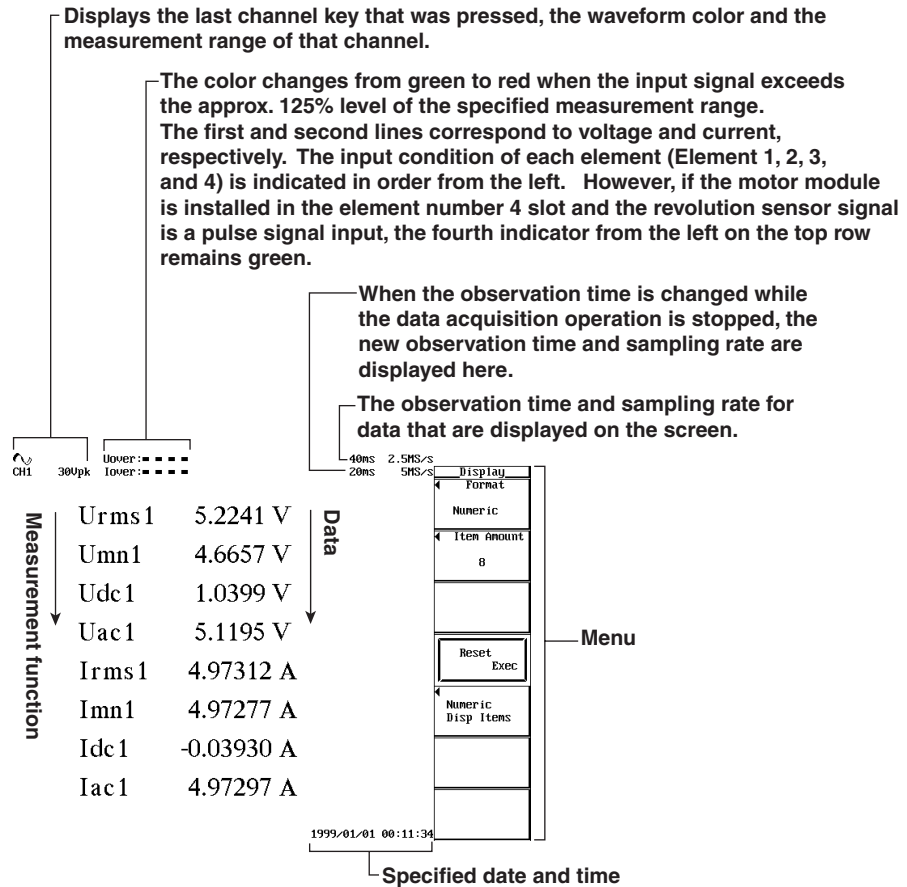 Displays the last channel key that was pressed, the waveform color and the
measurement range of that channel.
The color changes from green to red when the input signal exceeds
the approx. 125% level of the specified measurement range.
The first and second lines correspond to voltage and current,
respectively. The input condition of each element (Element 1, 2, 3,
and 4) is indicated in order from the left. However, if the motor module
is installed in the element number 4 slot and the revolution sensor signal
is a pulse signal input, the fourth indicator from the left on the top row
remains green.
When the observation time is changed while
the data acquisition operation is stopped, the
new observation time and sampling rate are
displayed here.
The observation time and sampling rate for
data that are displayed on the screen.
Uover:
40ms 2.5MS/s
CH1 30Vpk Iover:
20ms 5MS/s
Display
Format
Numeric
Item Amount
8
Reset
Exec
Numeric
Disp Items
Menu
Measurement function
Data
Urms1 5.2241 V
Umn1 4.6657 V
Udc1 1.0399 V
Uac1 5.1195 V
Irms1 4.97312 A
Imn1 4.97277 A
Idc1 -0.03930 A
Iac1 4.97297 A
1999/01/01 00:11:34
Specified date and time